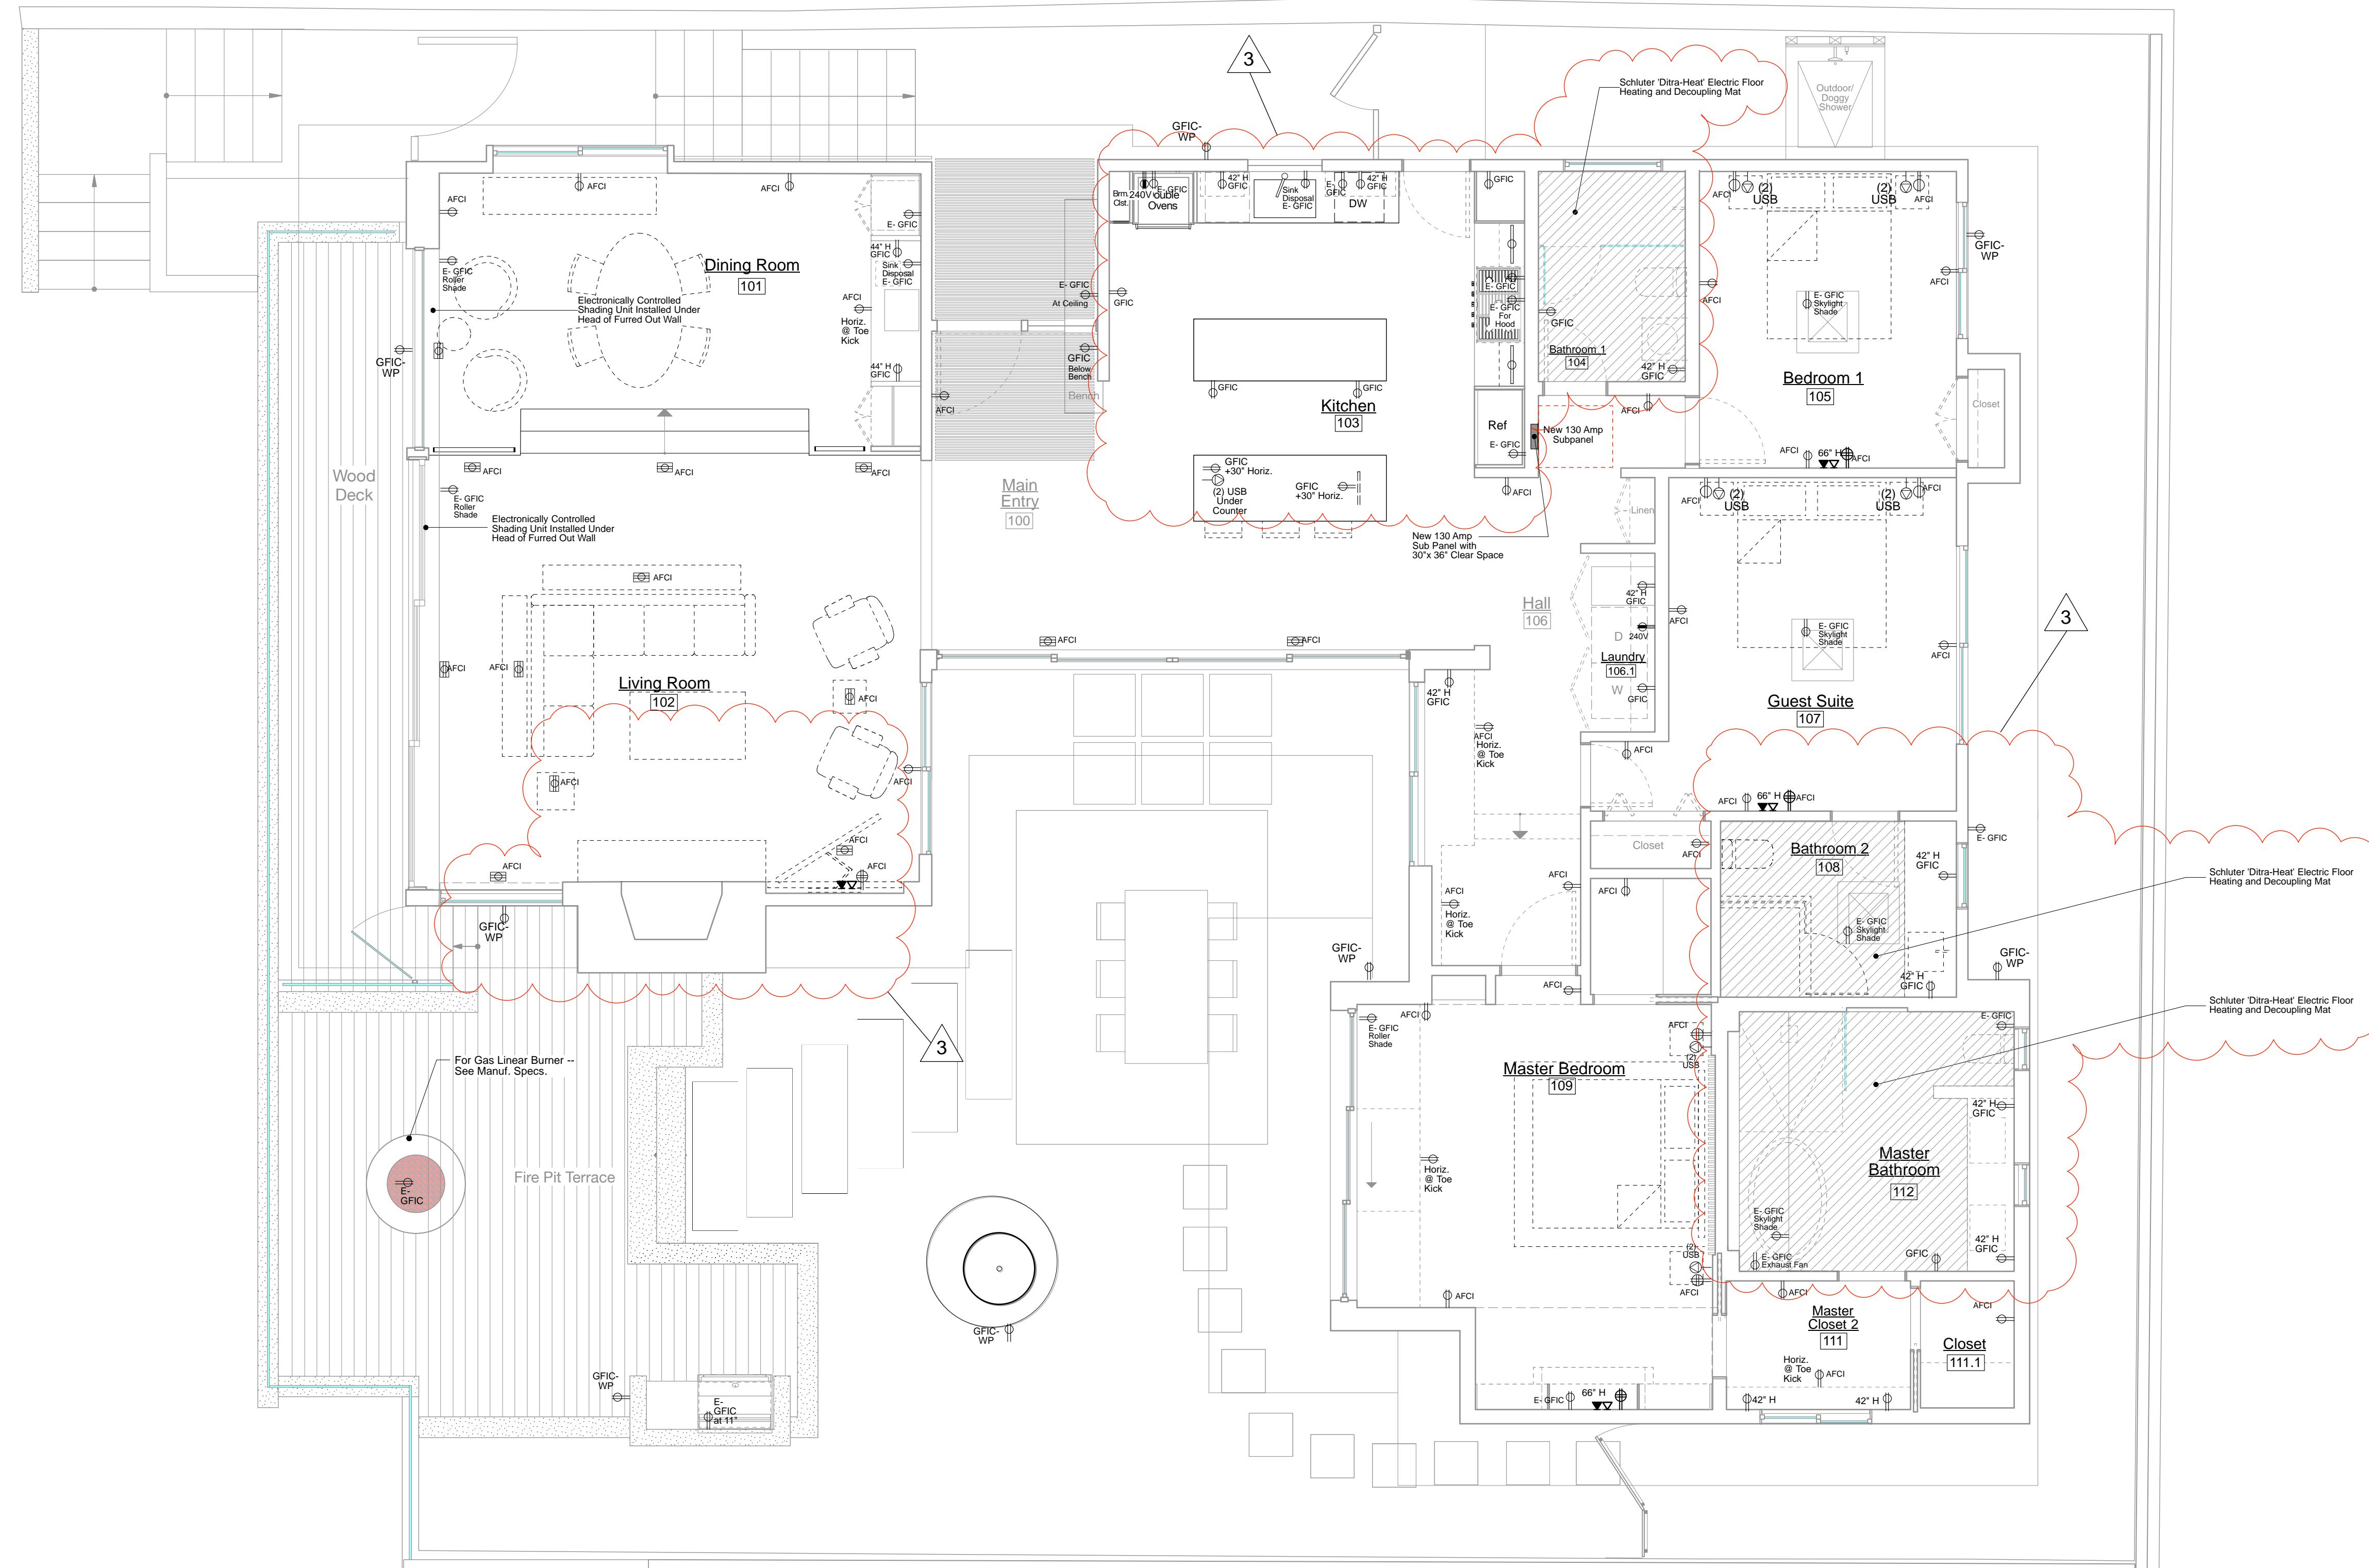 3
Schluter 'Ditra-Heat' Electric Floor
Heating and Decoupling Mat
Outdoor/
Doggy
Shower
GFIC-
WP
AFCI
AFCI
AFCI
E- GFIC
44" H
GFIC
Sink
Disposal
E- GFIC
E- GFIC
Roller
Shade
Dining Room
101
Electronically Controlled
Shading Unit Installed Under
Head of Furred Out Wall
AFCI
Horiz.
@ Toe
Kick
44" H
GFIC
GFIC-
WP
AFCI
AFCI
AFCI
AFCI
E- GFIC
At Ceiling
GFIC
Below
Bench
Bench
GFIC
Brm.
Clst.
240V
E- GFIC
Ovens
42" H
GFIC
Sink
Disposal
E- GFIC
E-
GFIC
42" H
GFIC
DW
GFIC
E- GFIC
E- GFIC
For
Hood
GFIC
Bathroom 1
104
42" H
GFIC
GFIC
GFIC
Kitchen
103
Ref
E- GFIC
New 130 Amp
Subpanel
AFCI
AFCI
AFCI
(2)
USB
(2)
USB
AFCI
GFIC-
WP
AFCI
AFCI
E- GFIC
Skylight
Shade
Bedroom 1
105
Closet
AFCI
66" H
AFCI
Wood
Deck
E- GFIC
Roller
Shade
Electronically Controlled
Shading Unit Installed Under
Head of Furred Out Wall
Main
Entry
100
GFIC
+30" Horiz.
(2) USB
Under
Counter
GFIC
+30" Horiz.
New 130 Amp
Sub Panel with
30"x 36" Clear Space
Linen
AFCI
(2)
USB
(2)
USB
AFCI
AFCI
Hall
106
42" H
GFIC
AFCI
D
240V
Laundry
106.1
W
GFIC
E- GFIC
Skylight
Shade
AFCI
3
Guest Suite
107
AFCI
AFCI
AFCI
AFCI
AFCI
Living Room
102
AFCI
AFCI
AFCI
42" H
GFIC
AFCI
Horiz.
@ Toe
Kick
AFCI
AFCI
66" H
AFCI
AFCI
AFCI
AFCI
GFIC-
WP
Closet
AFCI
AFCI
AFCI
Bathroom 2
108
42" H
GFIC
E- GFIC
Schluter 'Ditra-Heat' Electric Floor
Heating and Decoupling Mat
AFCI
Horiz.
@ Toe
Kick
E- GFIC
Skylight
Shade
GFIC-
WP
GFIC-
WP
42" H
GFIC
AFCI
Schluter 'Ditra-Heat' Electric Floor
Heating and Decoupling Mat
3
For Gas Linear Burner --
See Manuf. Specs.
E- GFIC
Roller
Shade
AFCI
AFCI
(2)
USB
E- GFIC
Master Bedroom
109
42" H
GFIC
Master
Bathroom
112
Fire Pit Terrace
E-
GFIC
Horiz.
@ Toe
Kick
E- GFIC
Skylight
Shade
E- GFIC
Exhaust Fan
GFIC
42" H
GFIC
(2)
USB
AFCI
AFCI
GFIC-
WP
AFCI
Master
Closet 2
111
AFCI
Closet
111.1
Horiz.
@ Toe
Kick
AFCI
GFIC-
WP
E-
GFIC
at 11"
E- GFIC
66" H
42" H
42" H